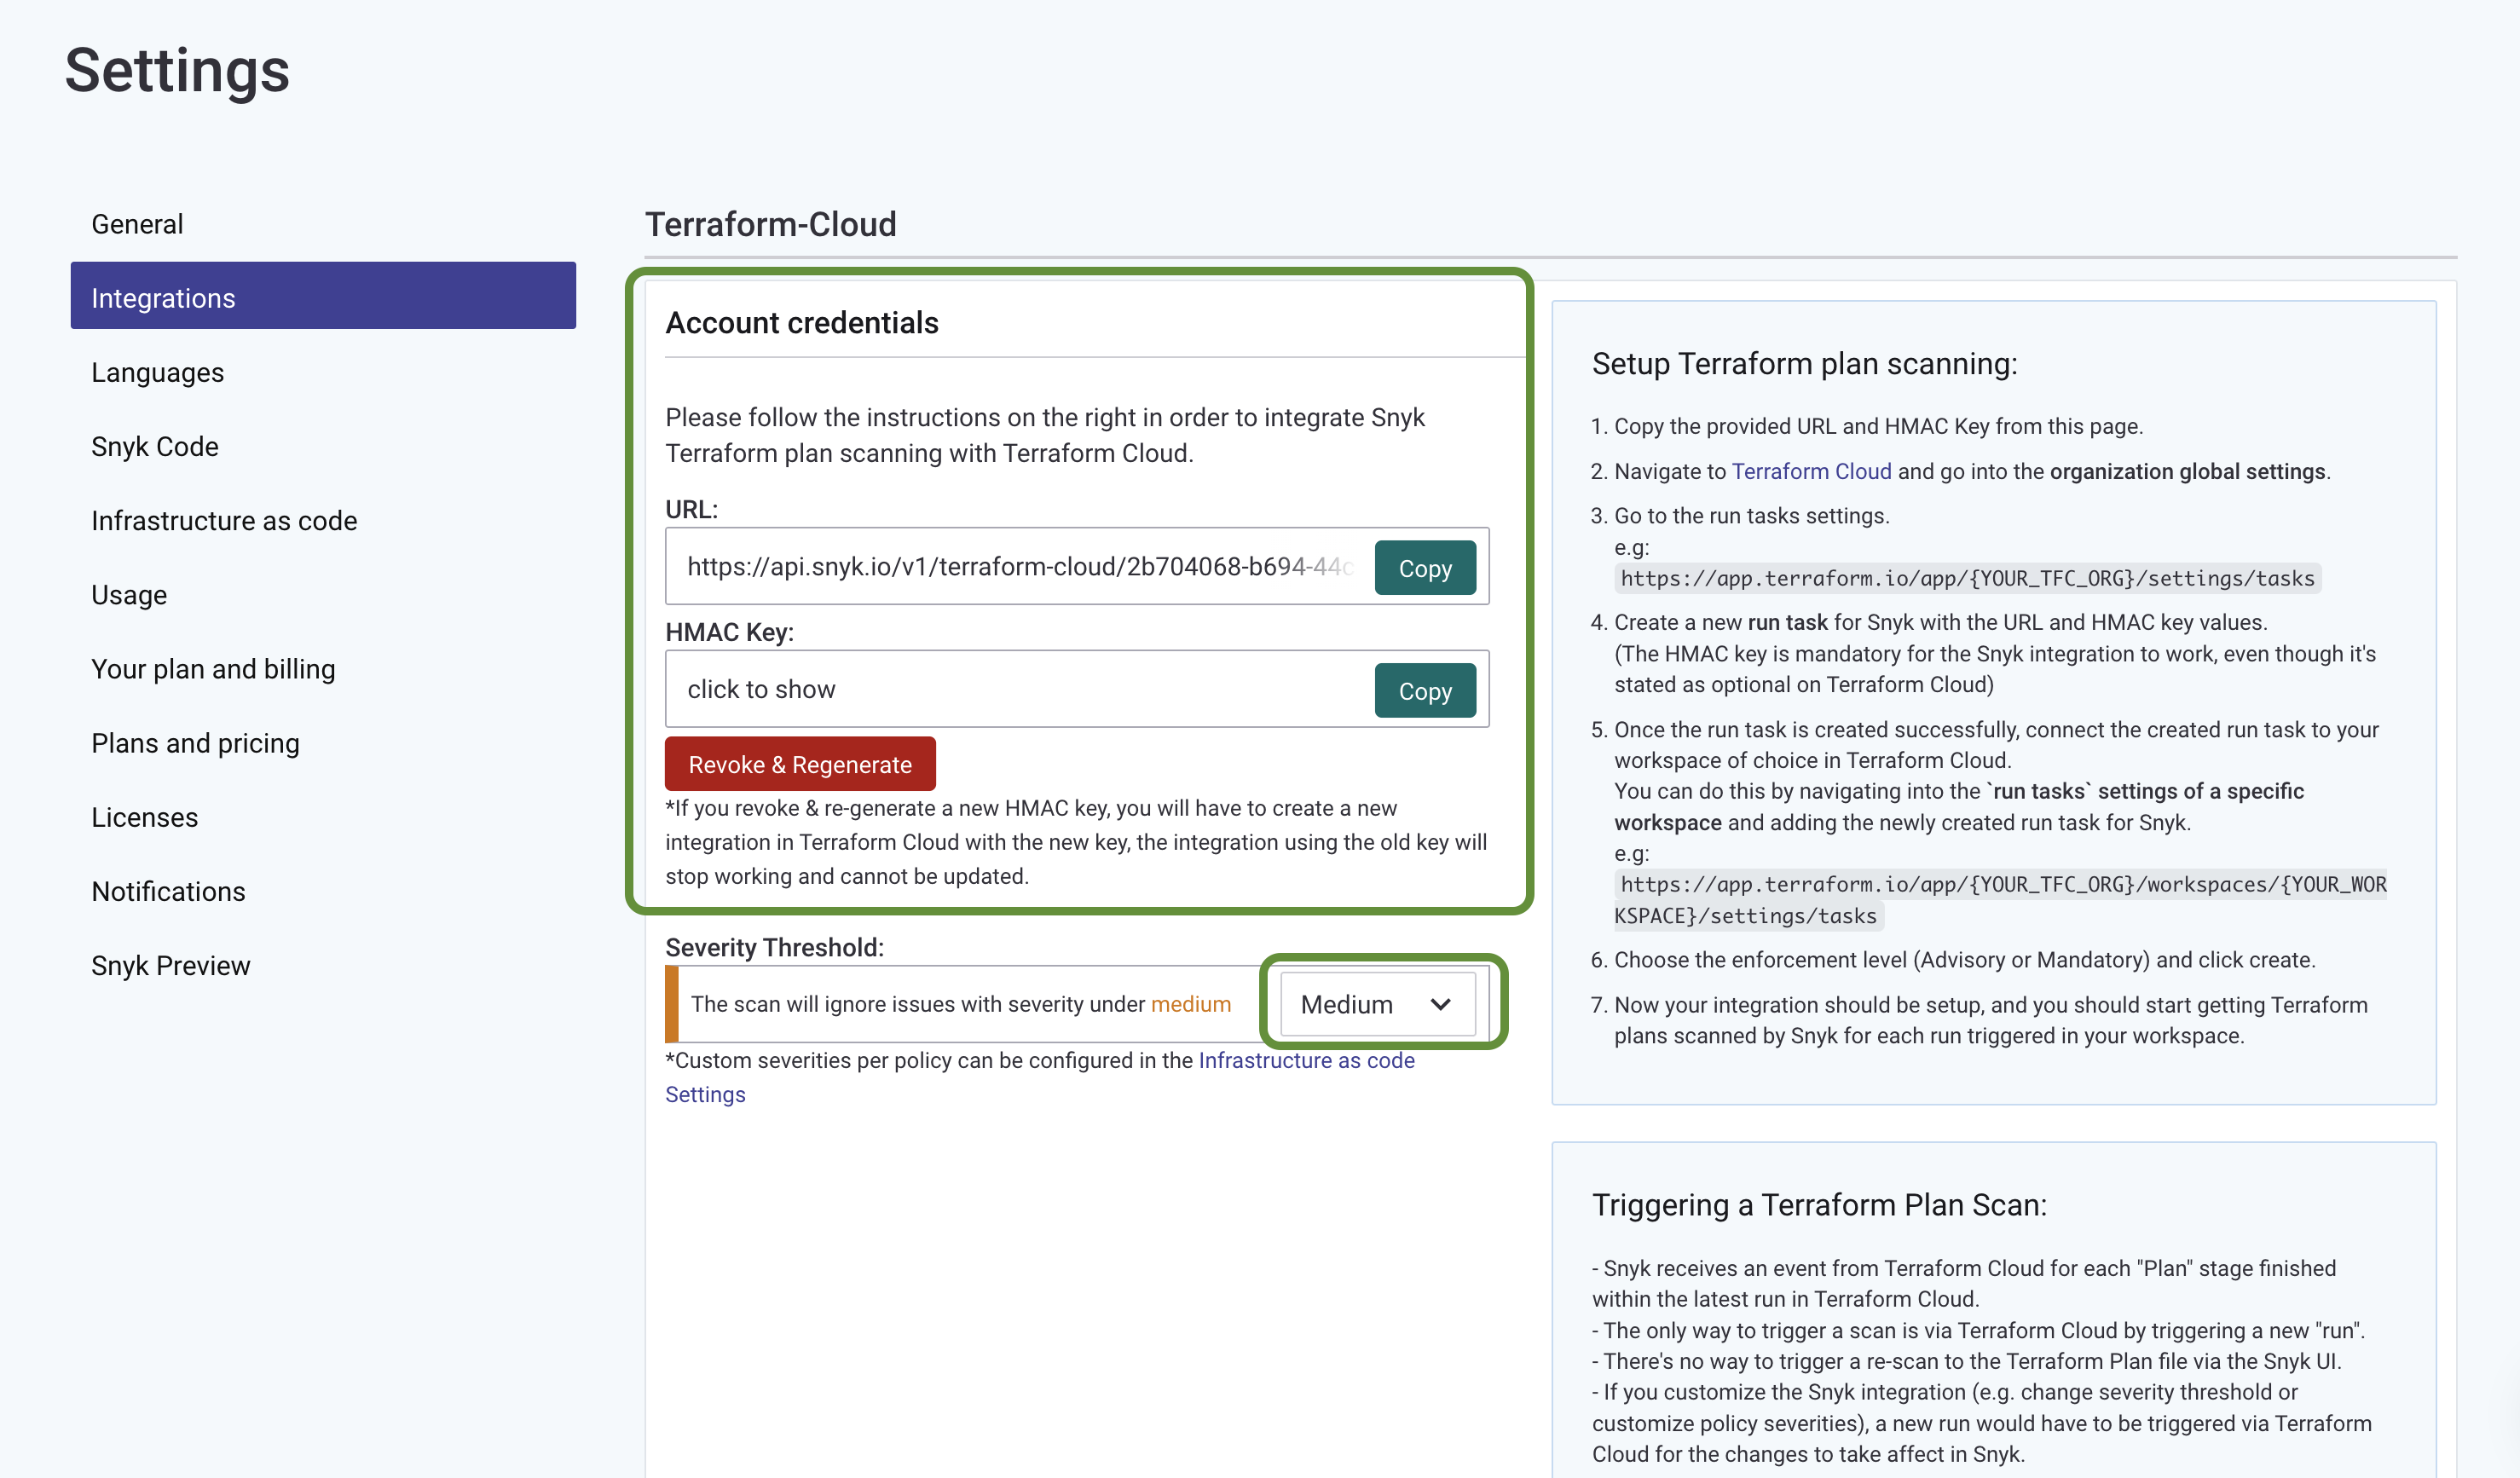 Settings
General
Integrations
Languages
Snyk Code
Infrastructure as code
Usage
Your plan and billing
Plans and pricing
Licenses
Notifications
Snyk Preview
Terraform-Cloud
Account credentials
Please follow the instructions on the right in order to integrate Snyk
Terraform plan scanning with Terraform Cloud.
URL:
https://api.snyk.io/v1/terraform-cloud/2b704068-b694-44c
Copy
HMAC Key:
click to show
Copy
Revoke & Regenerate
*If you revoke & re-generate a new HMAC key, you will have to create a new
integration in Terraform Cloud with the new key, the integration using the old key will
stop working and cannot be updated.
Severity Threshold:
The scan will ignore issues with severity under medium
Medium
*Custom severities per policy can be configured in the Infrastructure as code
Settings
Setup Terraform plan scanning:
1. Copy the provided URL and HMAC Key from this page.
2. Navigate to Terraform Cloud and go into the organization global settings.
3. Go to the run tasks settings.
e.g:
https://app.terraform.io/app/{YOUR_TFC_ORG}/settings/tasks
4. Create a new run task for Snyk with the URL and HMAC key values.
(The HMAC key is mandatory for the Snyk integration to work, even though it's
stated as optional on Terraform Cloud)
5. Once the run task is created successfully, connect the created run task to your
workspace of choice in Terraform Cloud.
You can do this by navigating into the `run tasks` settings of a specific
workspace and adding the newly created run task for Snyk.
e.g:
https://app.terraform.io/app/{YOUR_TFC_ORG}/workspaces/{YOUR_WOR
KSPACE}/settings/tasks
6. Choose the enforcement level (Advisory or Mandatory) and click create.
7. Now your integration should be setup, and you should start getting Terraform
plans scanned by Snyk for each run triggered in your workspace.
Triggering a Terraform Plan Scan:
- Snyk receives an event from Terraform Cloud for each "Plan" stage finished
within the latest run in Terraform Cloud.
- The only way to trigger a scan is via Terraform Cloud by triggering a new "run".
- There's no way to trigger a re-scan to the Terraform Plan file via the Snyk UI.
- If you customize the Snyk integration (e.g. change severity threshold or
customize policy severities), a new run would have to be triggered via Terraform
Cloud for the changes to take affect in Snyk.